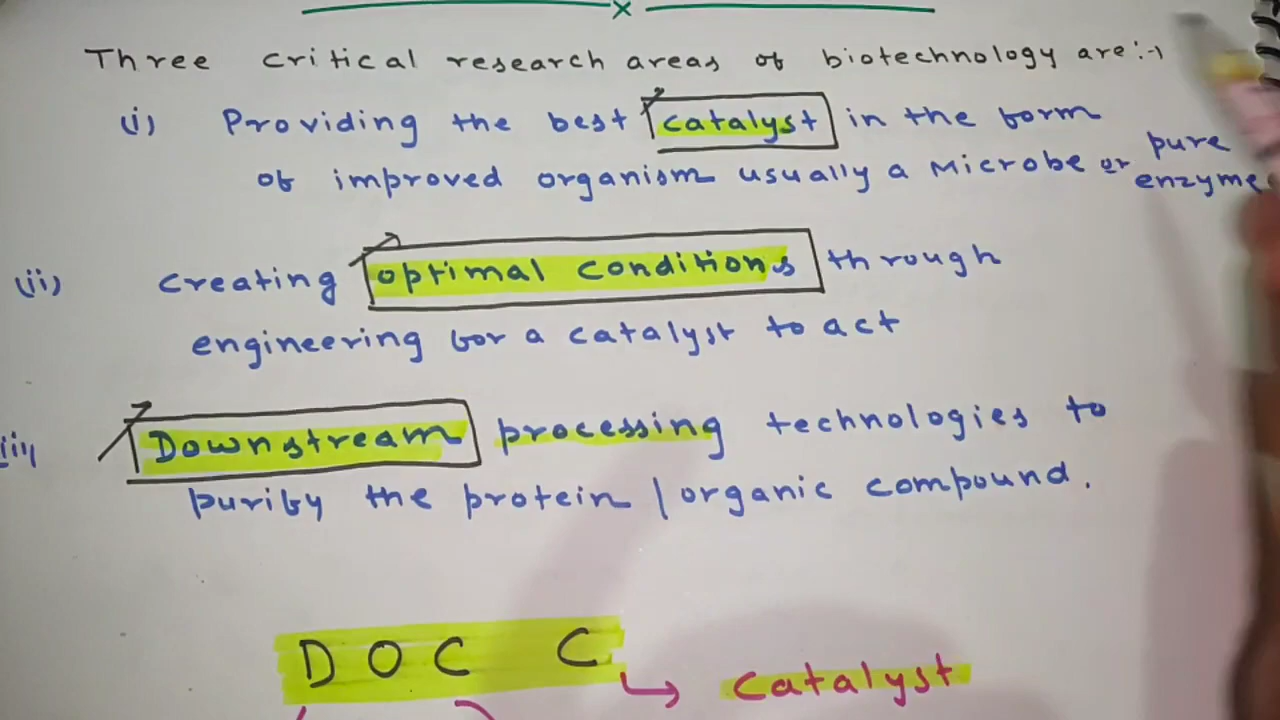 Three critical research areas of biotechnology are:-
(i) Providing the best catalyst in the form
of improved organism usually a Microbe or pure enzyme
(ii) creating optimal conditions through
engineering for a catalyst to act
(iii) Downstream processing technologies to
purify the protein / organic compound.
D O C C → catalyst